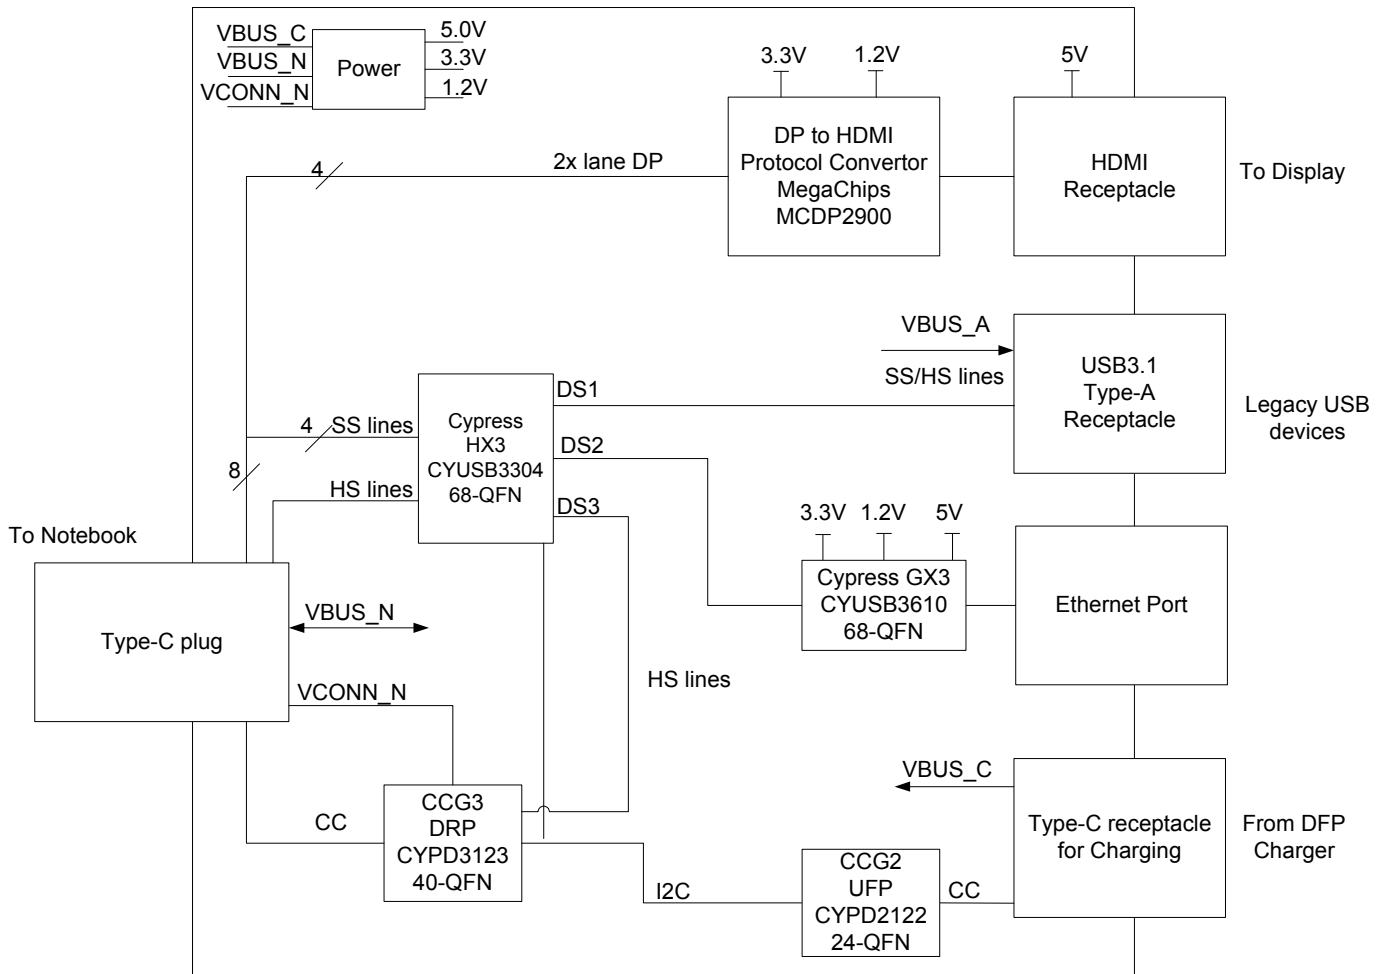 VBUS_C
VBUS_N
VCONN_N
Power
5.0V
3.3V
1.2V
3.3V
1.2V
5V
4
2x lane DP
DP to HDMI
Protocol Convertor
MegaChips
MCDP2900
HDMI
Receptacle
To Display
VBUS_A
SS/HS lines
USB3.1
Type-A
Receptacle
Legacy USB
devices
4
SS lines
8
HS lines
Cypress
HX3
CYUSB3304
68-QFN
DS1
DS2
DS3
3.3V
1.2V
5V
Cypress GX3
CYUSB3610
68-QFN
Ethernet Port
To Notebook
Type-C plug
VBUS_N
VCONN_N
HS lines
CC
CCG3
DRP
CYPD3123
40-QFN
I2C
CCG2
UFP
CYPD2122
24-QFN
CC
VBUS_C
Type-C receptacle
for Charging
From DFP
Charger